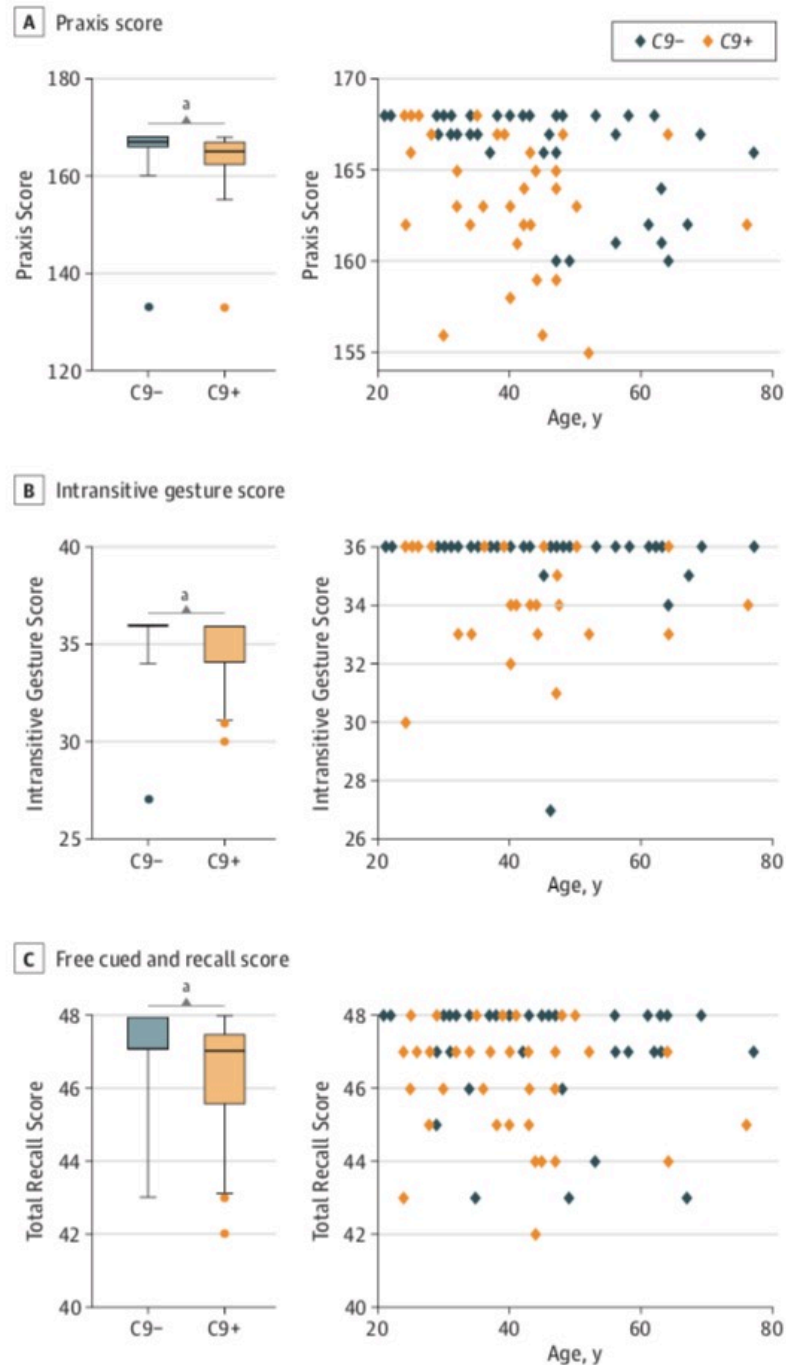 A Praxis score
C9− C9+
180
160
140
120
Praxis Score
a
C9− C9+
170
165
160
155
Praxis Score
20 40 60 80
Age, y
B Intransitive gesture score
40
35
30
25
Intransitive Gesture Score
a
C9− C9+
36
34
32
30
28
26
Intransitive Gesture Score
20 40 60 80
Age, y
C Free cued and recall score
48
46
44
42
40
Total Recall Score
a
C9− C9+
48
46
44
42
40
Total Recall Score
20 40 60 80
Age, y